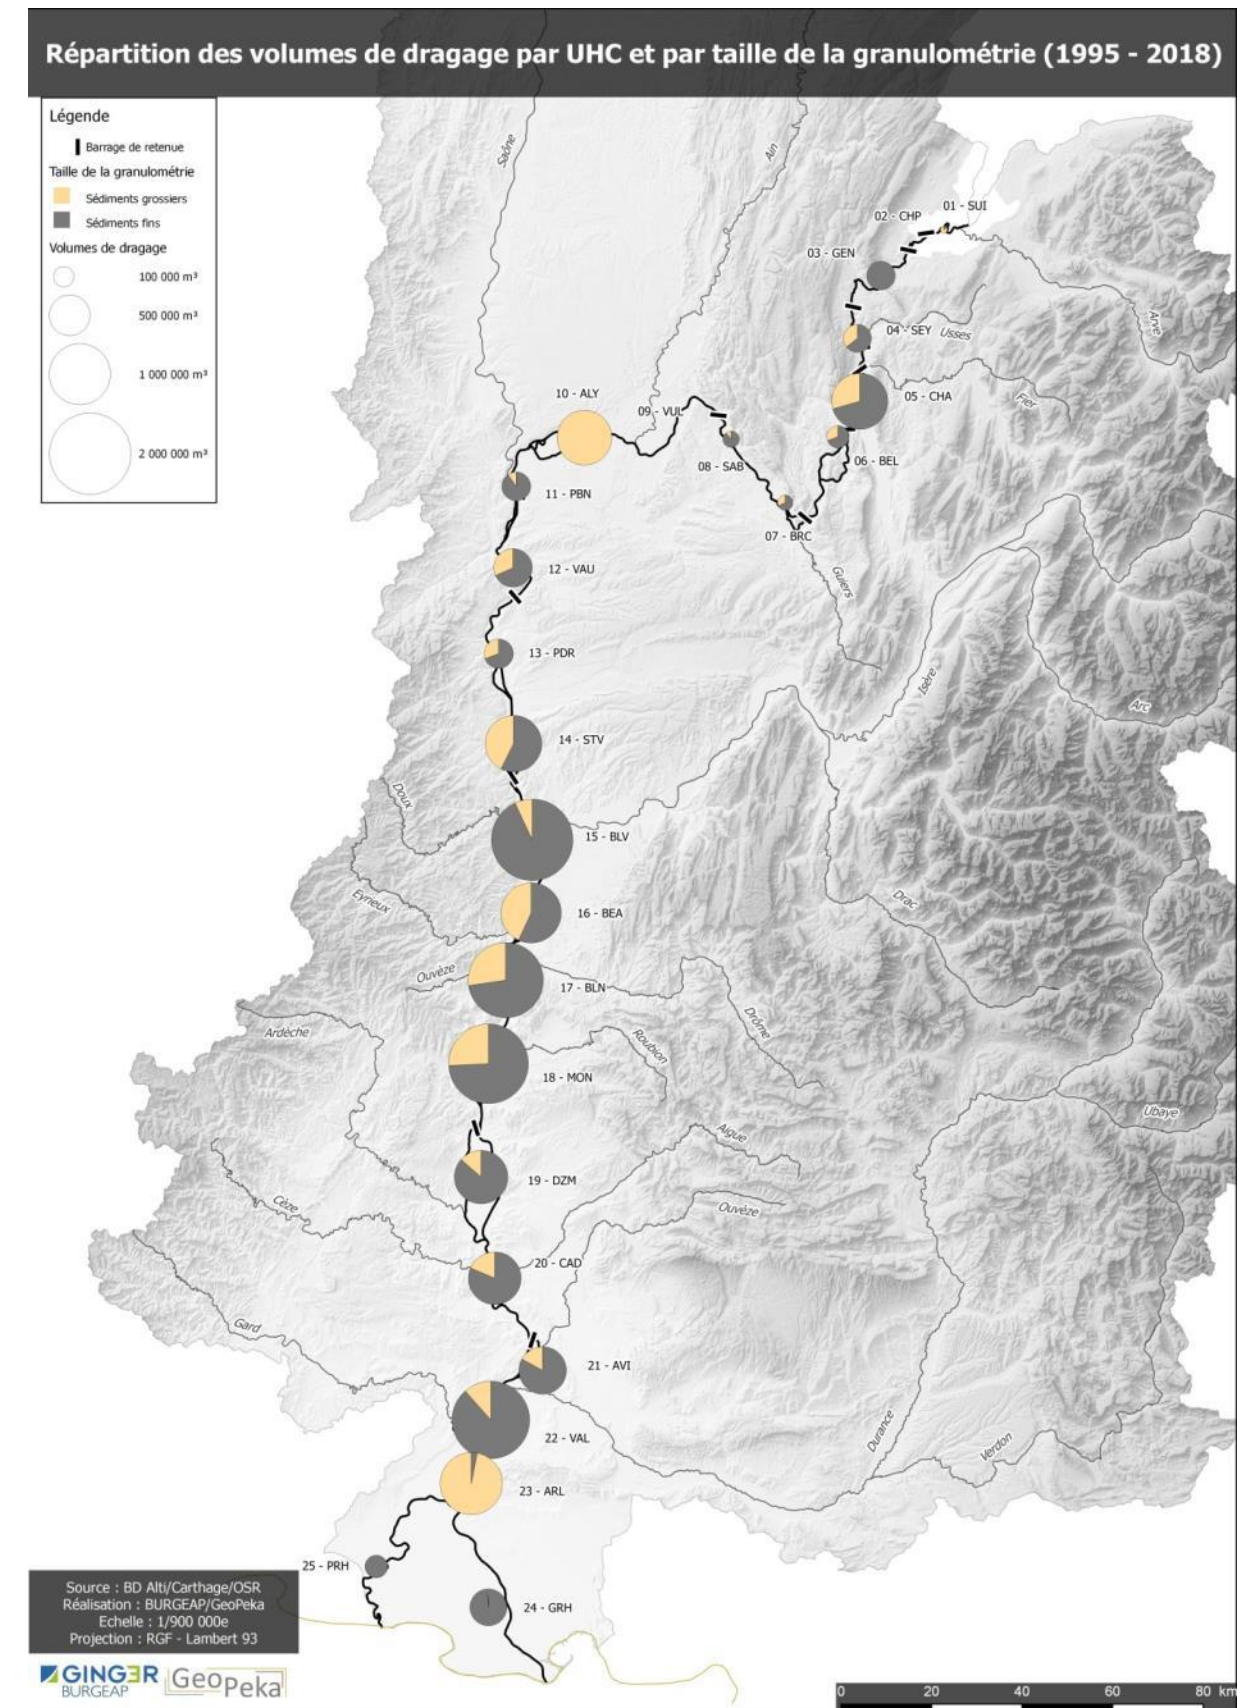 Répartition des volumes de dragage par UHC et par taille de la granulométrie (1995 - 2018)
Légende
Barrage de retenue
Taille de la granulométrie
Sédiments grossiers
Sédiments fins
Volumes de dragage
100 000 m³
500 000 m³
1 000 000 m³
2 000 000 m³
Saône
Ain
01 - SUI
02 - CHP
03 - GEN
Arve
04 - SEY
Usses
05 - CHA
Fier
10 - ALY
09 - VUL
06 - BEL
08 - SAB
11 - PBN
07 - BRC
12 - VAU
Guiers
13 - PDR
Isère
Arc
14 - STV
Doux
15 - BLV
Eyrieux
16 - BEA
Drac
Ouvèze
17 - BLN
Drôme
Ardèche
Roubion
18 - MON
Ubaye
Aigue
19 - DZM
Cèze
Ouvèze
20 - CAD
Gard
21 - AVI
Durance
22 - VAL
Verdon
23 - ARL
25 - PRH
24 - GRH
Source : BD Alti/Carthage/OSR
Réalisation : BURGEAP/GeoPeka
Echelle : 1/900 000e
Projection : RGF - Lambert 93
GINGER
BURGEAP
GeoPeka
0 20 40 60 80 km